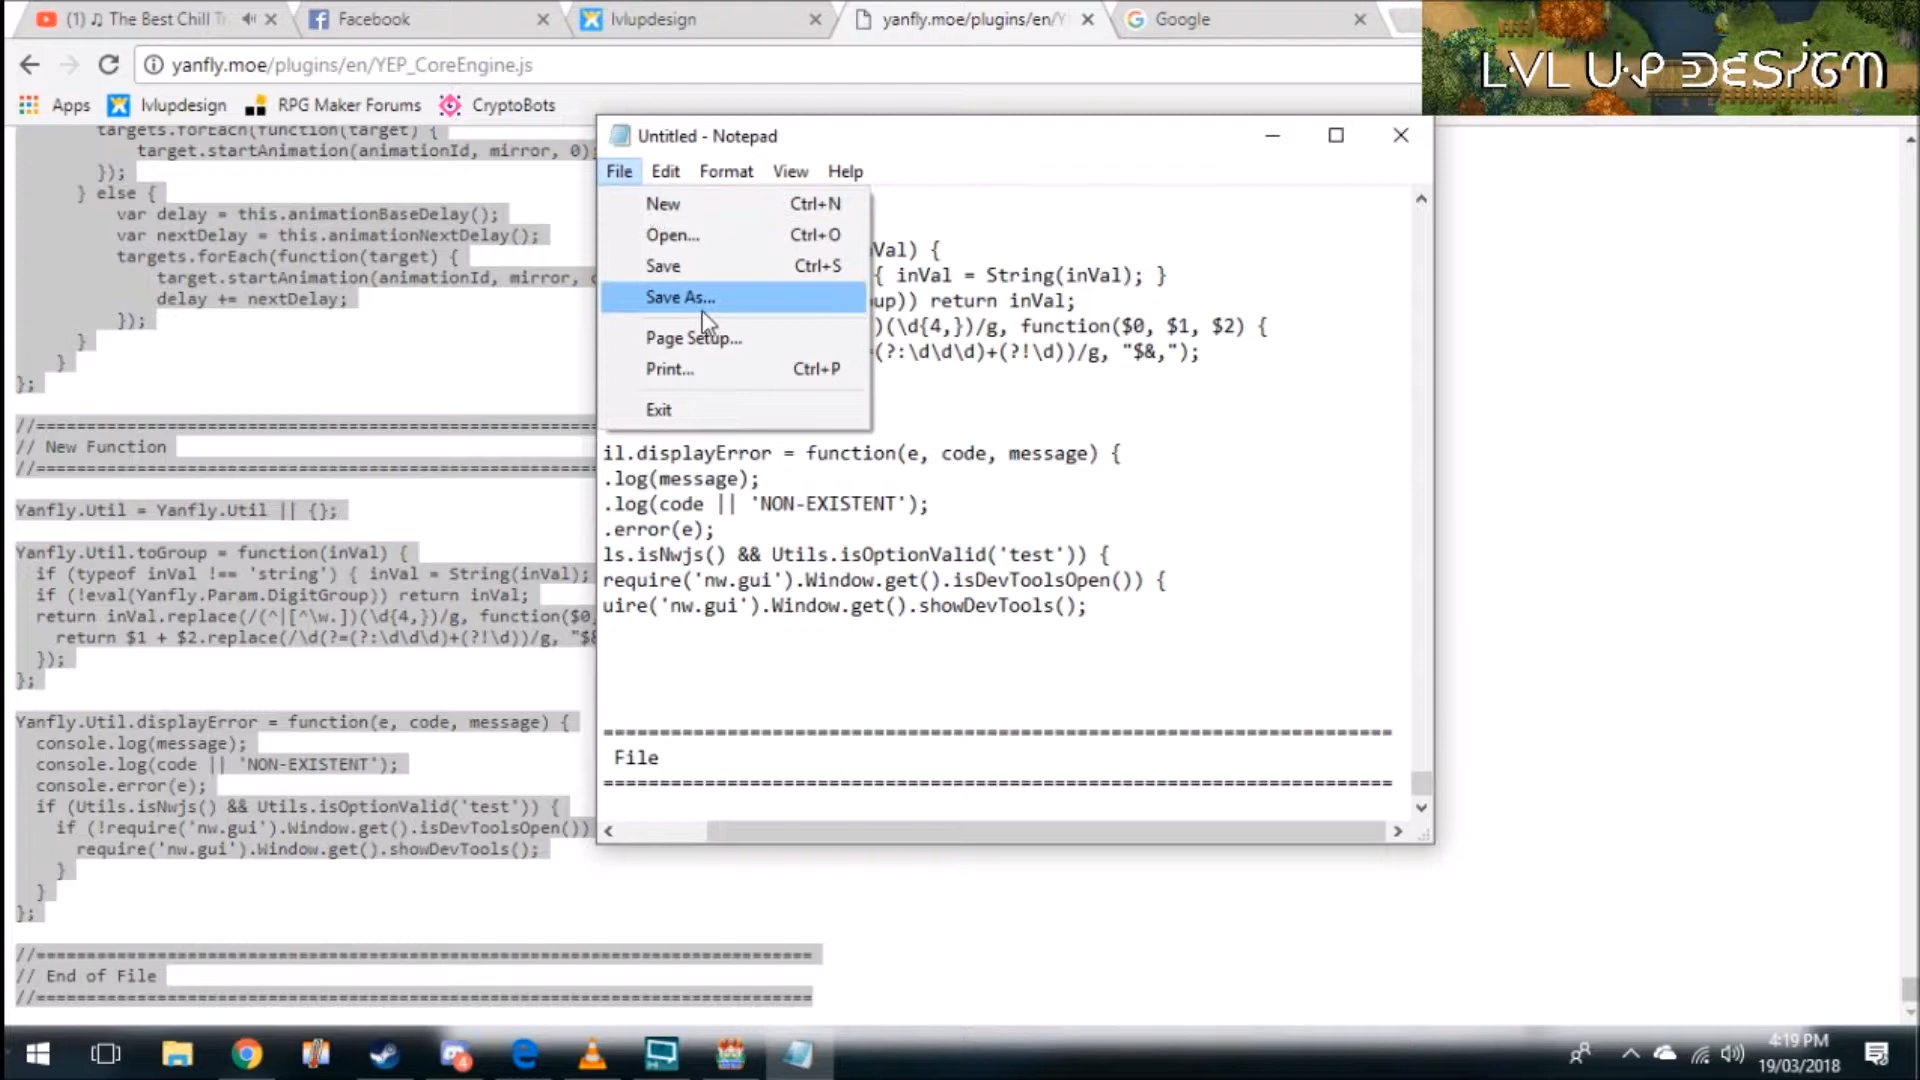 (1) ♫ The Best Chill Tr
Facebook
lvlupdesign
yanfly.moe/plugins/en/Y
Google
LVL UP DESIGN
yanfly.moe/plugins/en/YEP_CoreEngine.js
Apps
lvlupdesign
RPG Maker Forums
CryptoBots
targets.forEach(function(target) {
target.startAnimation(animationId, mirror, 0);
});
} else {
var delay = this.animationBaseDelay();
var nextDelay = this.animationNextDelay();
targets.forEach(function(target) {
target.startAnimation(animationId, mirror,
delay += nextDelay;
});
}
}
};
//==========================================================
// New Function
//==========================================================
Yanfly.Util = Yanfly.Util || {};
Yanfly.Util.toGroup = function(inVal) {
if (typeof inVal !== 'string') { inVal = String(inVal);
if (!eval(Yanfly.Param.DigitGroup)) return inVal;
return inVal.replace(/(^|[^\w.])(\d{4,})/g, function($0,
return $1 + $2.replace(/\d(?=(?:\d\d\d)+(?!\d))/g, "$&
});
};
Yanfly.Util.displayError = function(e, code, message) {
console.log(message);
console.log(code || 'NON-EXISTENT');
console.error(e);
if (Utils.isNwjs() && Utils.isOptionValid('test')) {
if (!require('nw.gui').Window.get().isDevToolsOpen())
require('nw.gui').Window.get().showDevTools();
}
}
};
//=============================================================================
// End of File
//=============================================================================
Untitled - Notepad
File Edit Format View Help
New Ctrl+N
Open... Ctrl+O
Save Ctrl+S
Save As...
Page Setup...
Print... Ctrl+P
Exit
Val) {
{ inVal = String(inVal); }
up)) return inVal;
)(\d{4,})/g, function($0, $1, $2) {
=(?:\d\d\d)+(?!\d))/g, "$&,");
il.displayError = function(e, code, message) {
.log(message);
.log(code || 'NON-EXISTENT');
.error(e);
ls.isNwjs() && Utils.isOptionValid('test')) {
require('nw.gui').Window.get().isDevToolsOpen()) {
uire('nw.gui').Window.get().showDevTools();
=============================================================================
File
=============================================================================
4:19 PM
19/03/2018